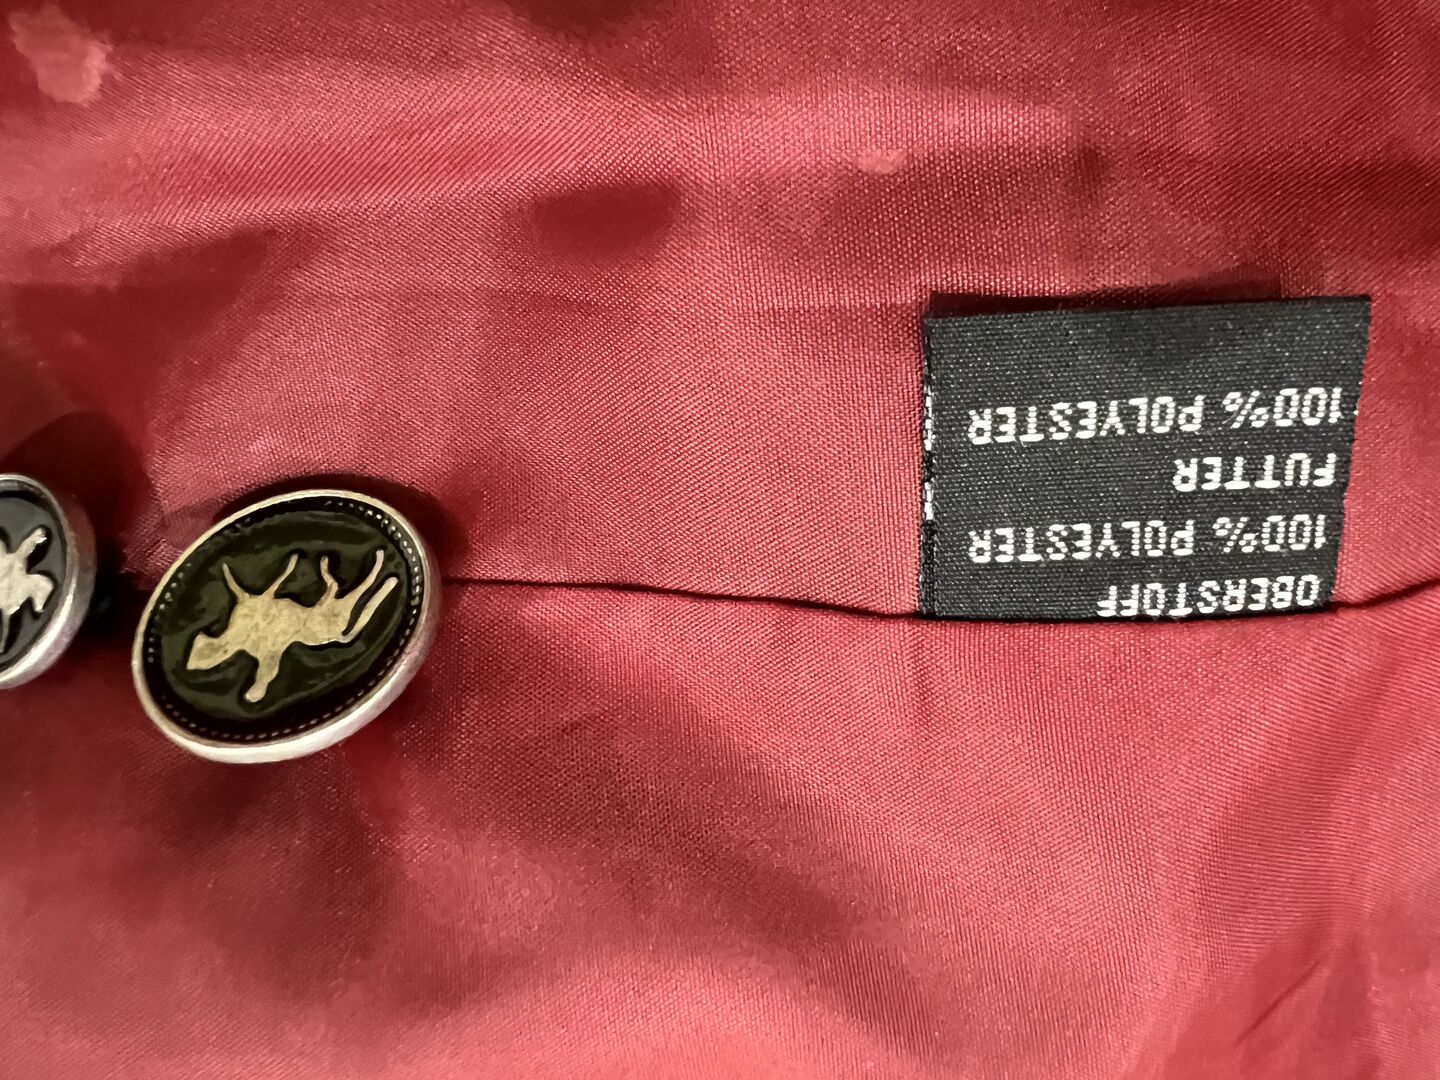 OBERSTOFF
100% POLYESTER
FUTTER
100% POLYESTER